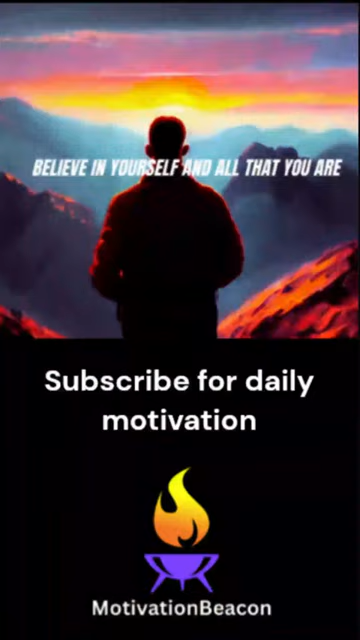 BELIEVE IN YOURSELF AND ALL THAT YOU ARE
Subscribe for daily
motivation
MotivationBeacon